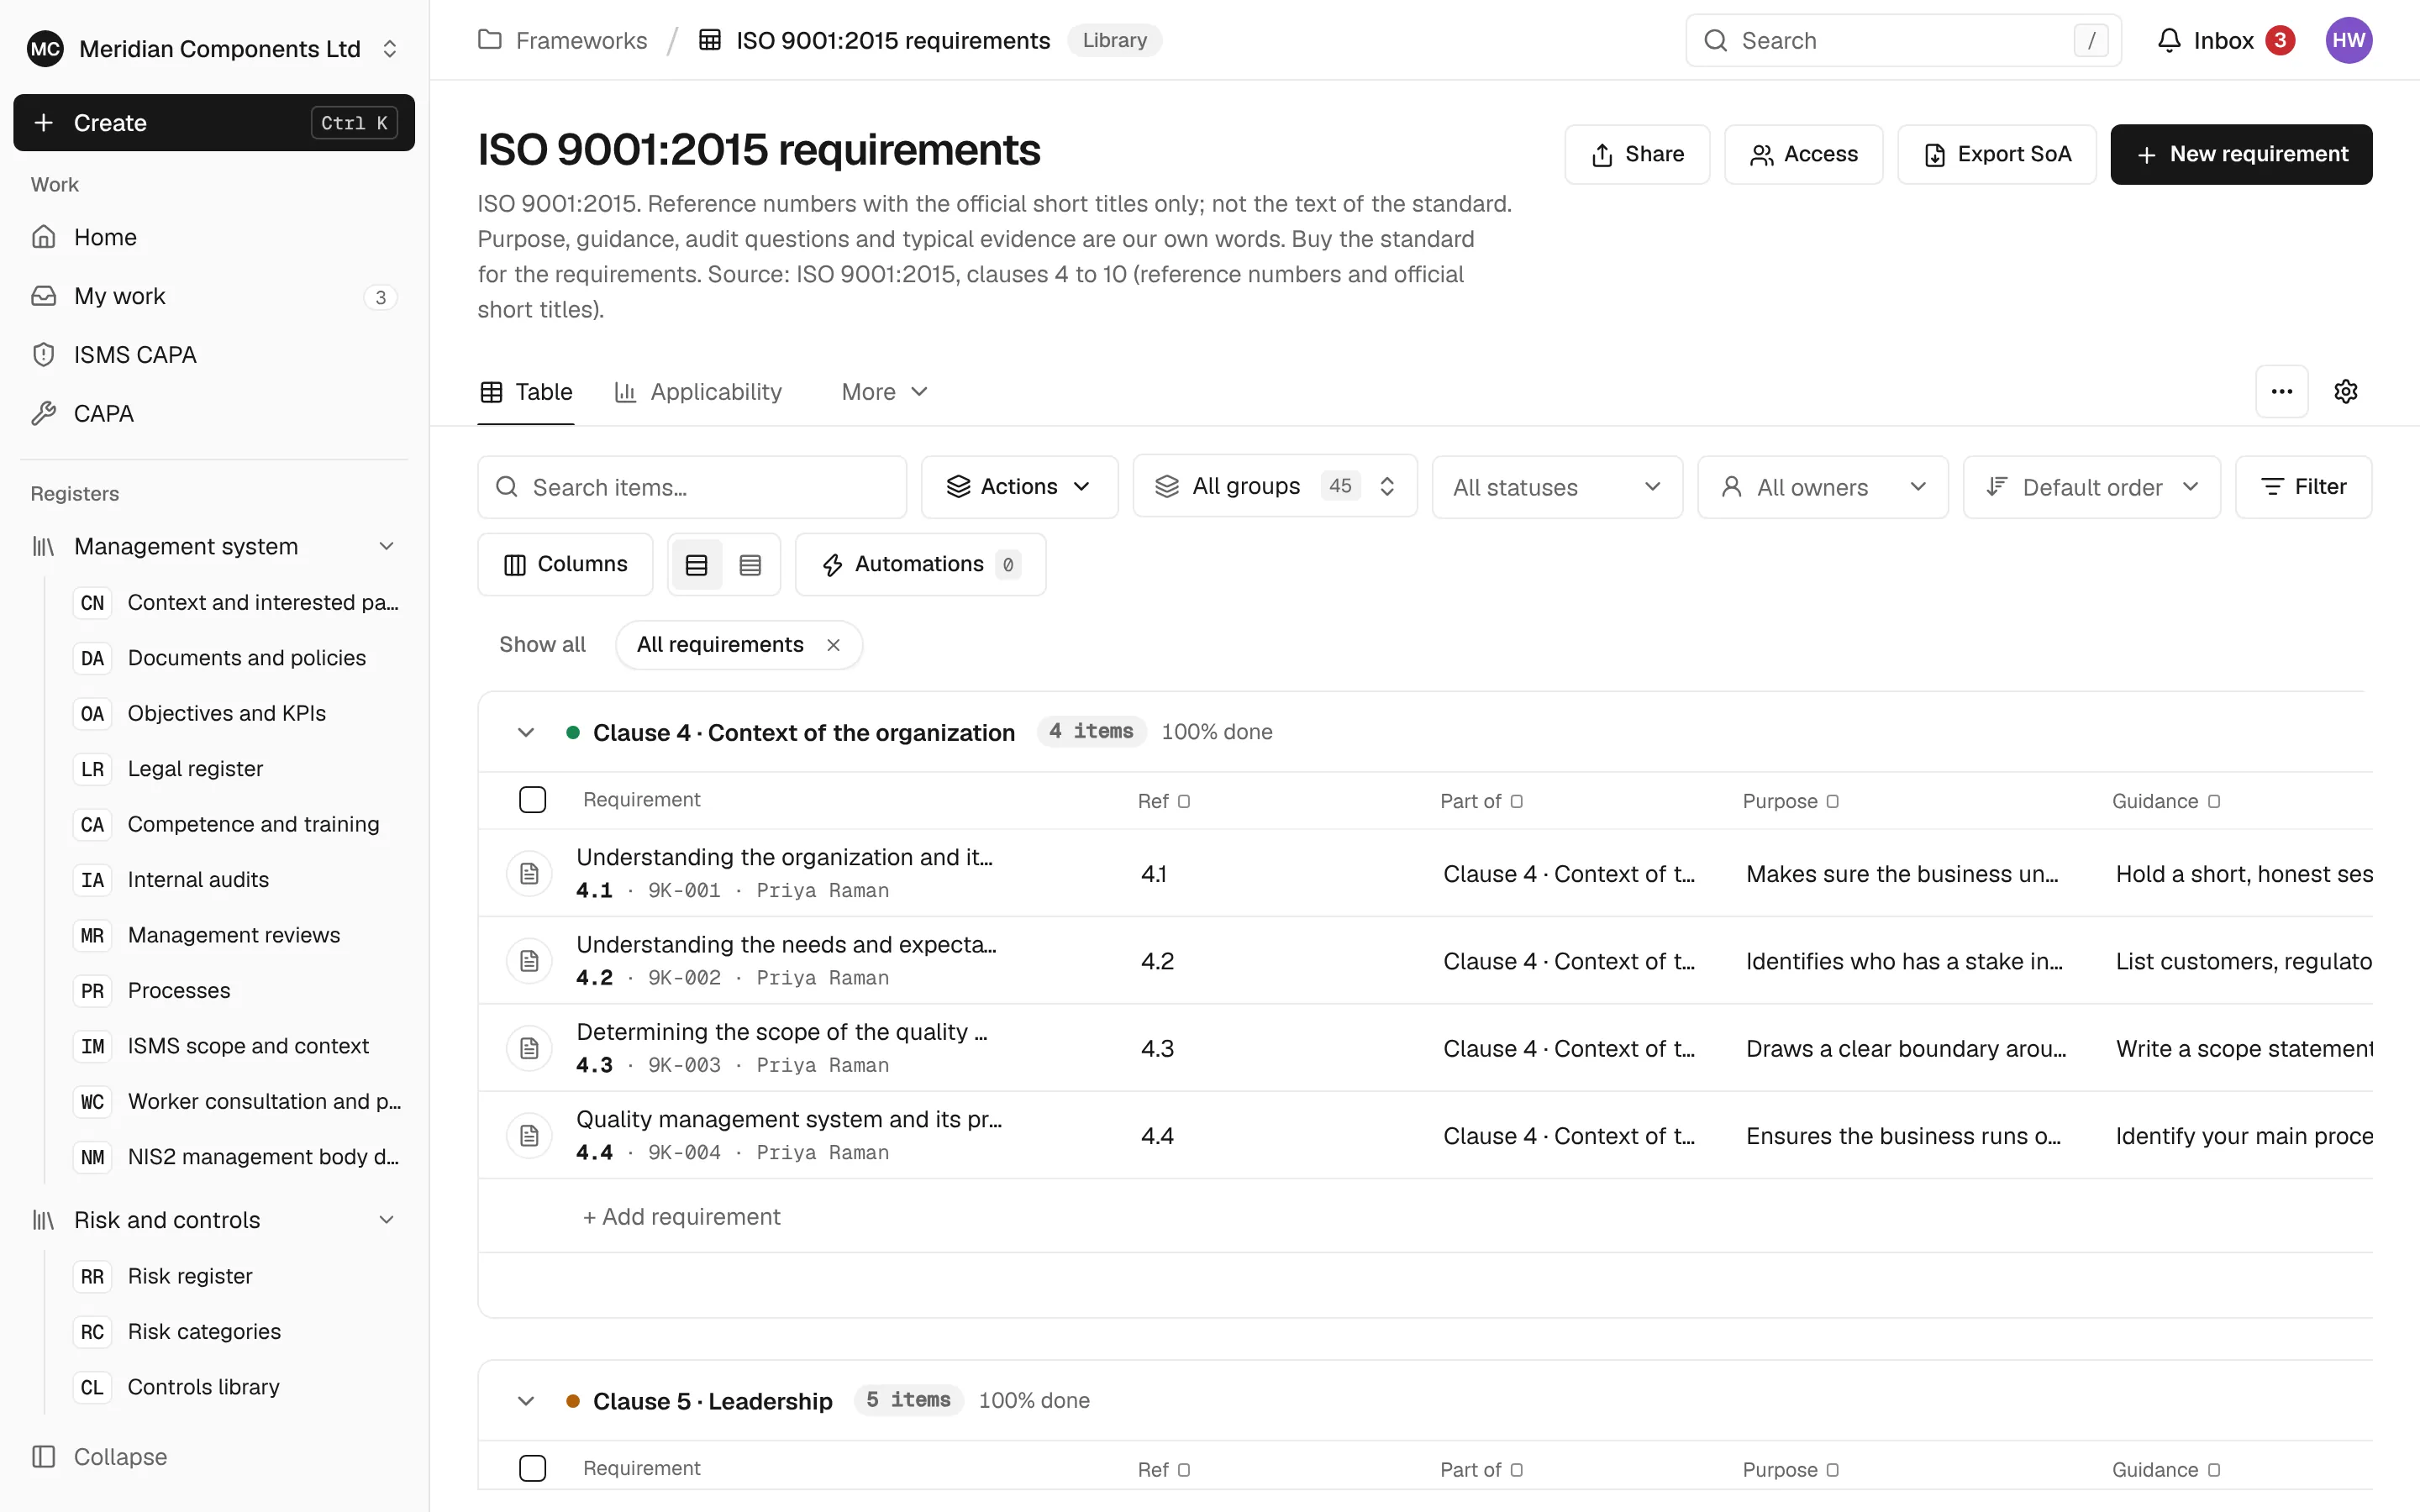 MC Meridian Components Ltd
Create Ctrl K
Work
Home
My work 3
ISMS CAPA
CAPA
Registers
Management system
CN Context and interested pa...
DA Documents and policies
OA Objectives and KPIs
LR Legal register
CA Competence and training
IA Internal audits
MR Management reviews
PR Processes
IM ISMS scope and context
WC Worker consultation and p...
NM NIS2 management body d...
Risk and controls
RR Risk register
RC Risk categories
CL Controls library
Collapse
Frameworks / ISO 9001:2015 requirements Library
Search /
Inbox 3 HW
ISO 9001:2015 requirements
Share Access Export SoA + New requirement
ISO 9001:2015. Reference numbers with the official short titles only; not the text of the standard.
Purpose, guidance, audit questions and typical evidence are our own words. Buy the standard
for the requirements. Source: ISO 9001:2015, clauses 4 to 10 (reference numbers and official
short titles).
Table Applicability More
Search items... Actions All groups 45 All statuses All owners Default order Filter
Columns Automations 0
Show all All requirements ×
Clause 4 · Context of the organization 4 items 100% done
Requirement Ref Part of Purpose Guidance
Understanding the organization and it... 4.1 Clause 4 · Context of t... Makes sure the business un... Hold a short, honest ses
4.1 · 9K-001 · Priya Raman
Understanding the needs and expecta... 4.2 Clause 4 · Context of t... Identifies who has a stake in... List customers, regulato
4.2 · 9K-002 · Priya Raman
Determining the scope of the quality ... 4.3 Clause 4 · Context of t... Draws a clear boundary arou... Write a scope statement
4.3 · 9K-003 · Priya Raman
Quality management system and its pr... 4.4 Clause 4 · Context of t... Ensures the business runs o... Identify your main proce
4.4 · 9K-004 · Priya Raman
+ Add requirement
Clause 5 · Leadership 5 items 100% done
Requirement Ref Part of Purpose Guidance